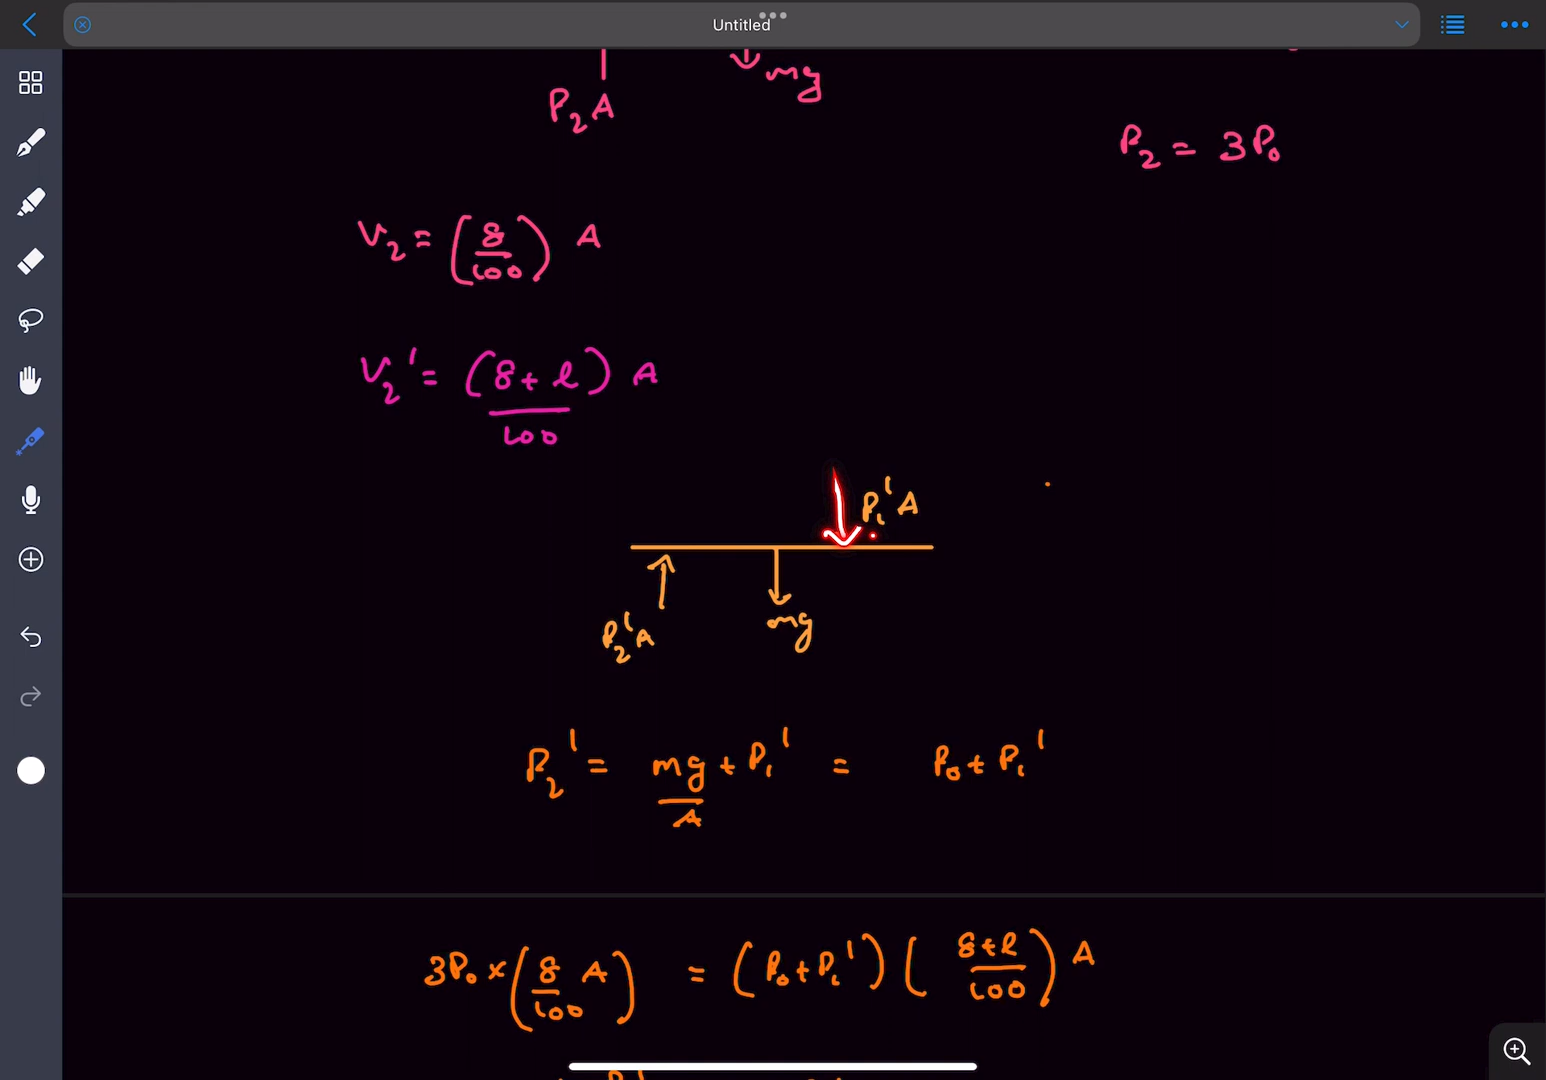 Untitled
mg
P₂A
P₂ = 3P₀
V₂ = (8/100) A
V₂' = (8+l)/100 A
P₁'A
P₂'A
mg
P₂' = mg/A + P₁' = P₀ + P₁'
3P₀ × (8/100 A) = (P₀ + P₁') ((8+l)/100) A